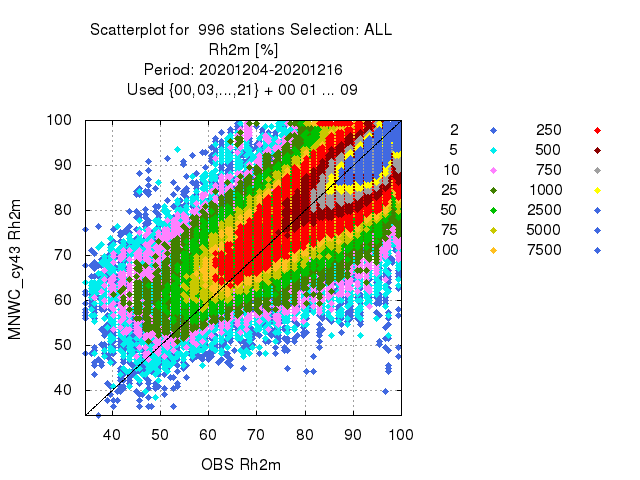 Scatterplot for  996 stations Selection: ALL
Rh2m [%]
Period: 20201204-20201216
Used {00,03,...,21} + 00 01 ... 09
100
90
80
70
60
50
40
MNWC_cy43 Rh2m
40 50 60 70 80 90 100
OBS Rh2m
2 250
5 500
10 750
25 1000
50 2500
75 5000
100 7500